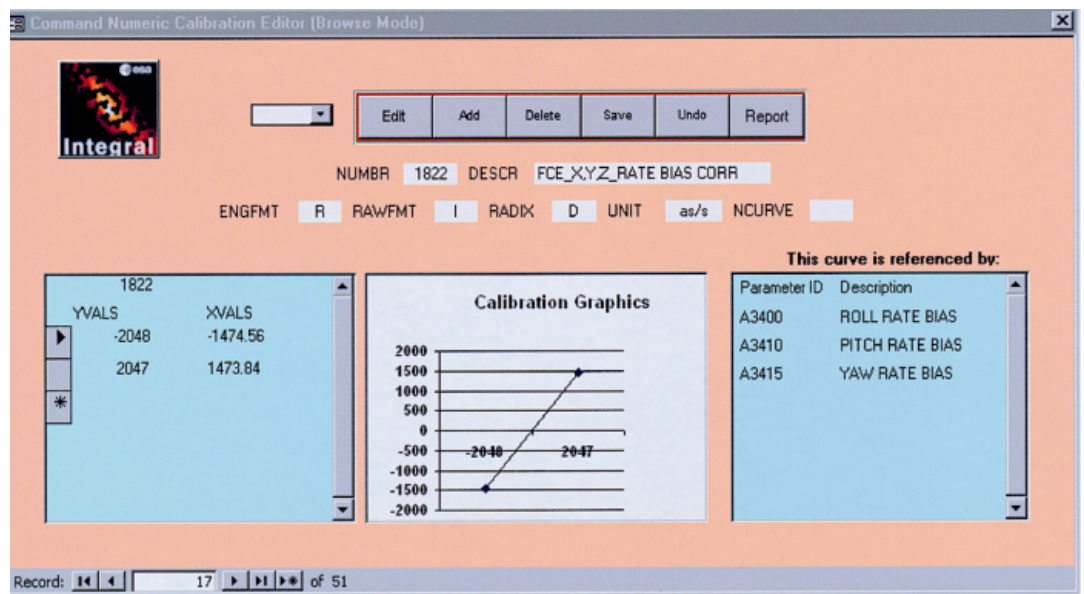 Command Numeric Calibration Editor (Browse Mode)
esa
Integral
Edit Add Delete Save Undo Report
NUMBR 1822 DESCR FCE_X,Y,Z_RATE BIAS CORR
ENGFMT R RAWFMT I RADIX D UNIT as/s NCURVE
This curve is referenced by:
1822
YVALS XVALS
-2048 -1474.56
2047 1473.84
Calibration Graphics
2000
1500
1000
500
0
-500
-1000
-1500
-2000
-2048 2047
Parameter ID Description
A3400 ROLL RATE BIAS
A3410 PITCH RATE BIAS
A3415 YAW RATE BIAS
Record: 17 of 51